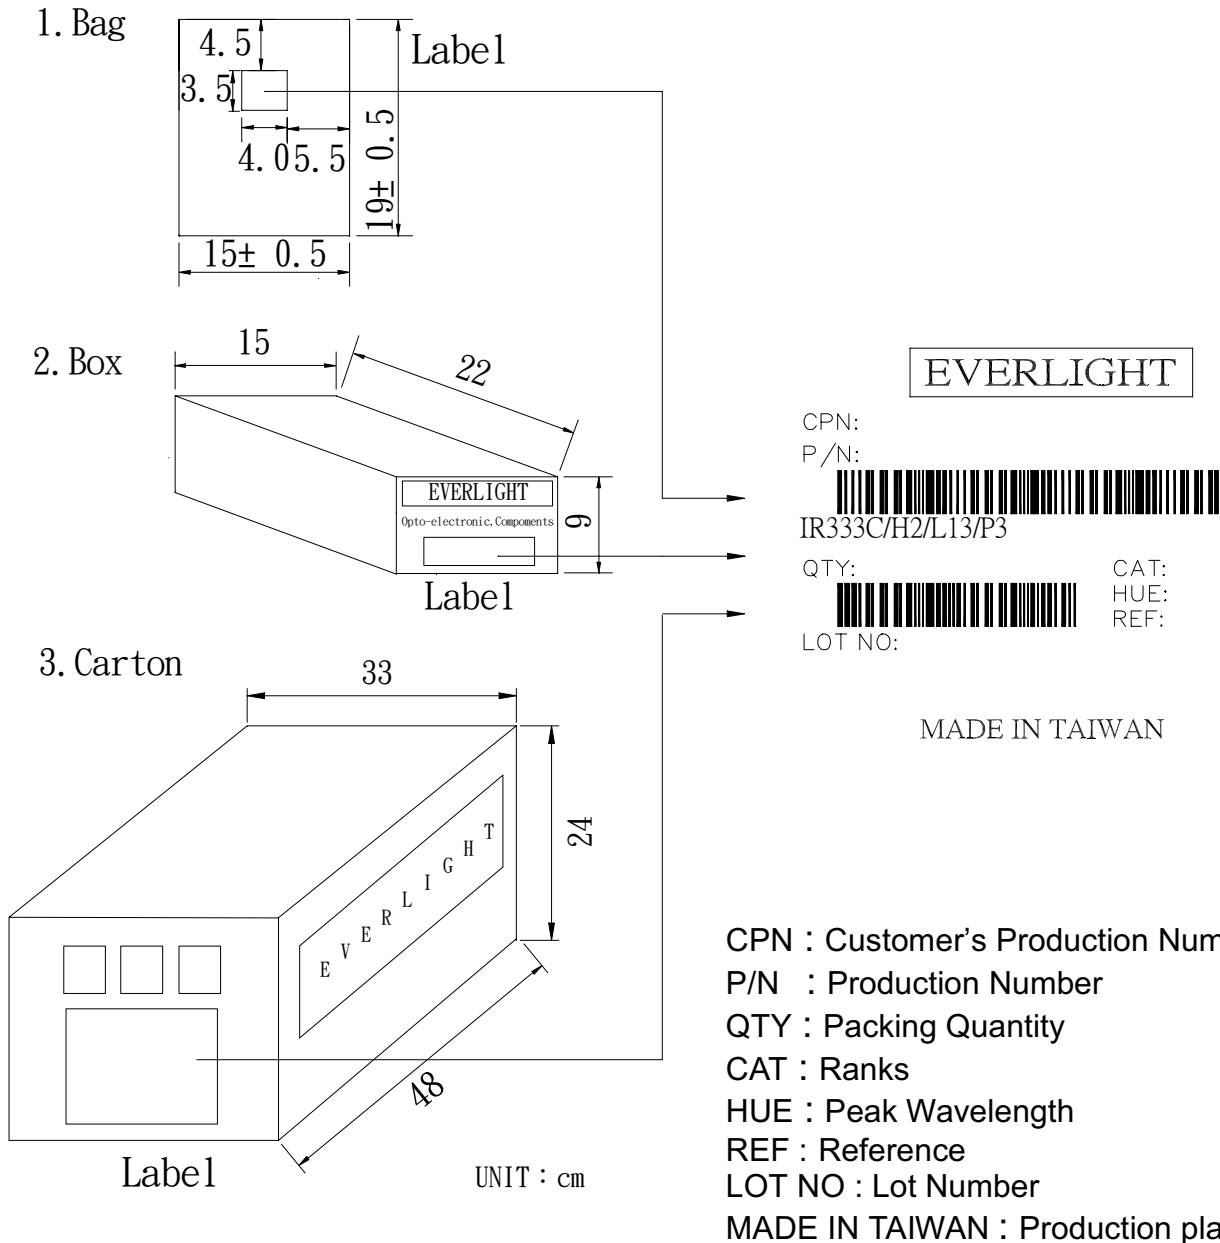 1. Bag
4.5
Label
3.5
4.0
5.5
19± 0.5
15± 0.5
2. Box
15
22
EVERLIGHT
Opto-electronic, Compoments
9
Label
3. Carton
33
24
EVERLIGHT
48
Label
UNIT：cm
EVERLIGHT
CPN:
P/N:
IR333C/H2/L13/P3
QTY:
CAT:
HUE:
REF:
LOT NO:
MADE IN TAIWAN
CPN：Customer’s Production Num
P/N ：Production Number
QTY：Packing Quantity
CAT：Ranks
HUE：Peak Wavelength
REF : Reference
LOT NO : Lot Number
MADE IN TAIWAN：Production pla